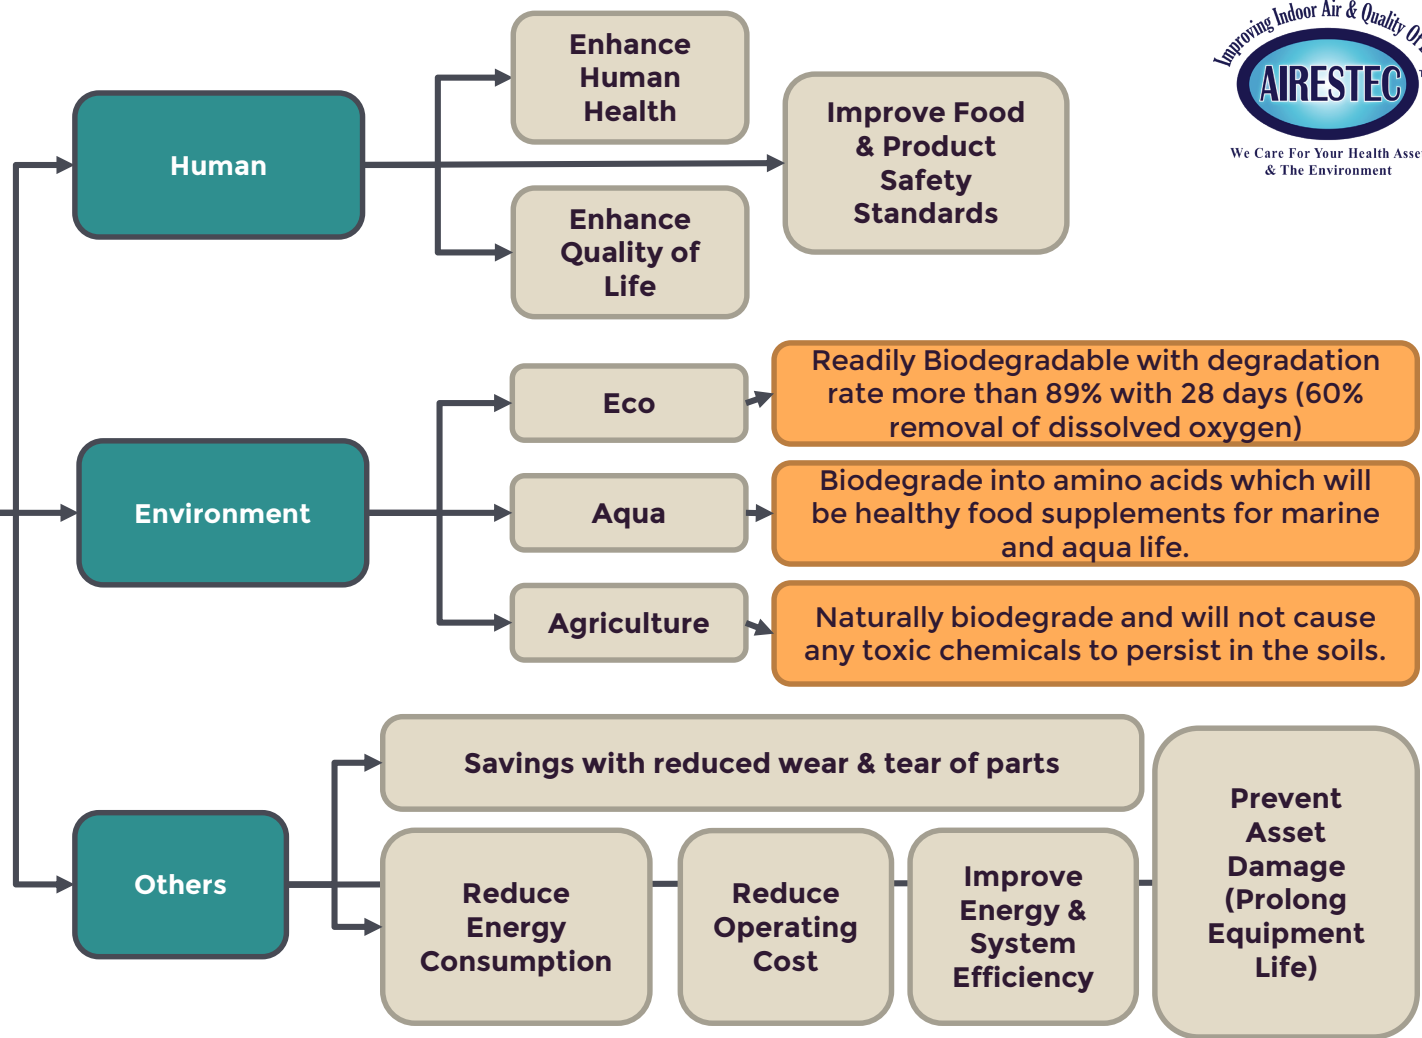 Improving Indoor Air & Quality Of
AIRESTEC
We Care For Your Health Asse
& The Environment
Human
Enhance
Human
Health
Improve Food
& Product
Safety
Standards
Enhance
Quality of
Life
Environment
Eco
Readily Biodegradable with degradation
rate more than 89% with 28 days (60%
removal of dissolved oxygen)
Aqua
Biodegrade into amino acids which will
be healthy food supplements for marine
and aqua life.
Agriculture
Naturally biodegrade and will not cause
any toxic chemicals to persist in the soils.
Others
Savings with reduced wear & tear of parts
Reduce
Energy
Consumption
Reduce
Operating
Cost
Improve
Energy &
System
Efficiency
Prevent
Asset
Damage
(Prolong
Equipment
Life)